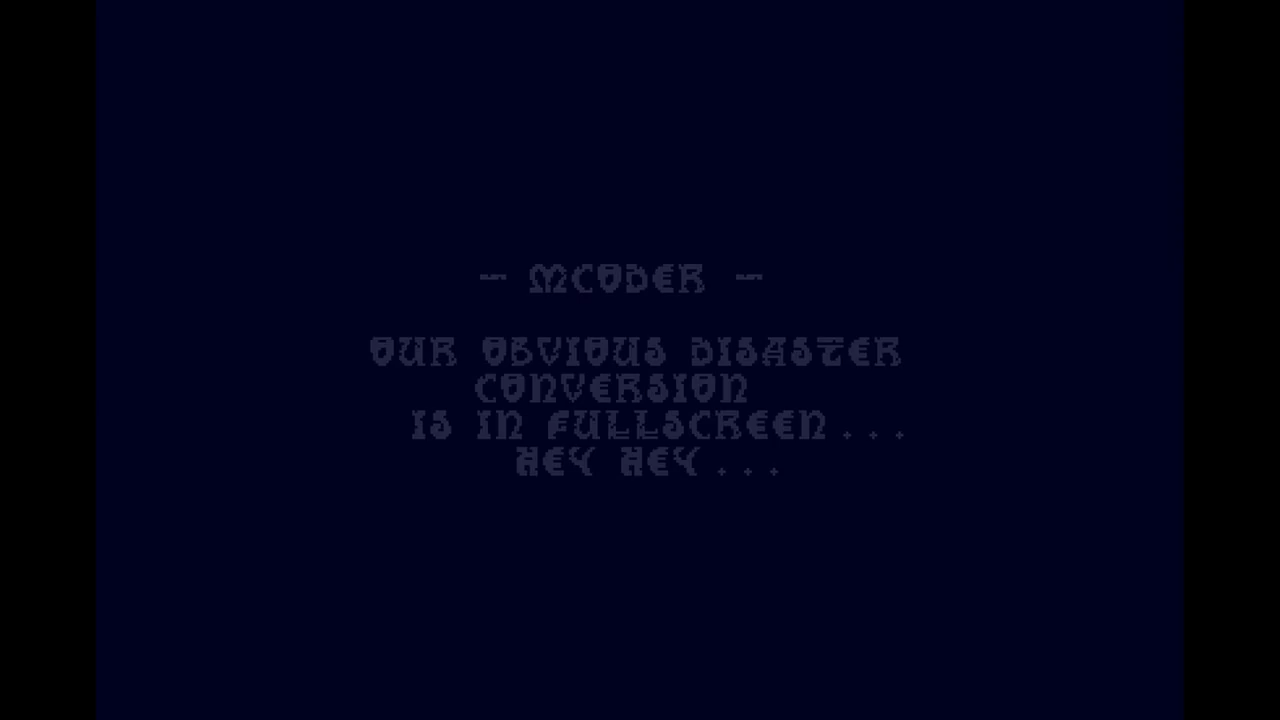 - MCODER -
OUR OBVIOUS DISASTER
CONVERSION
IS IN FULLSCREEN...
HEY HEY...